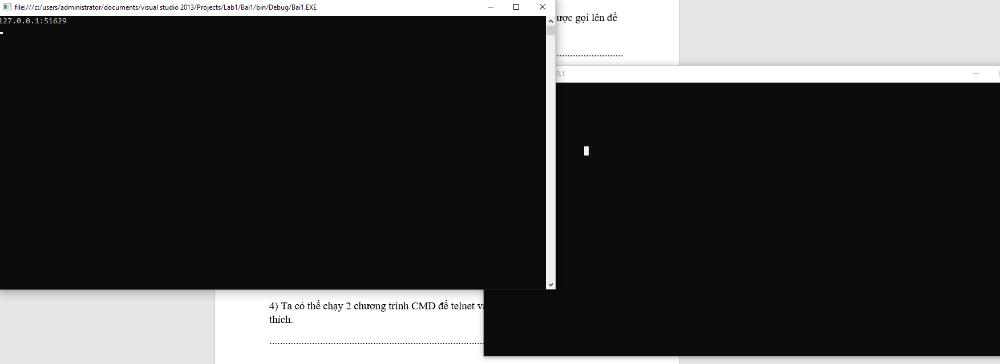 file:///c:/users/administrator/documents/visual studio 2013/Projects/Lab1/Bai1/bin/Debug/Bai1.EXE
127.0.0.1:51629
gọi lên để
..........................
0.1
4) Ta có thể chạy 2 chương trình CMD để telnet
thích.
................................................................................